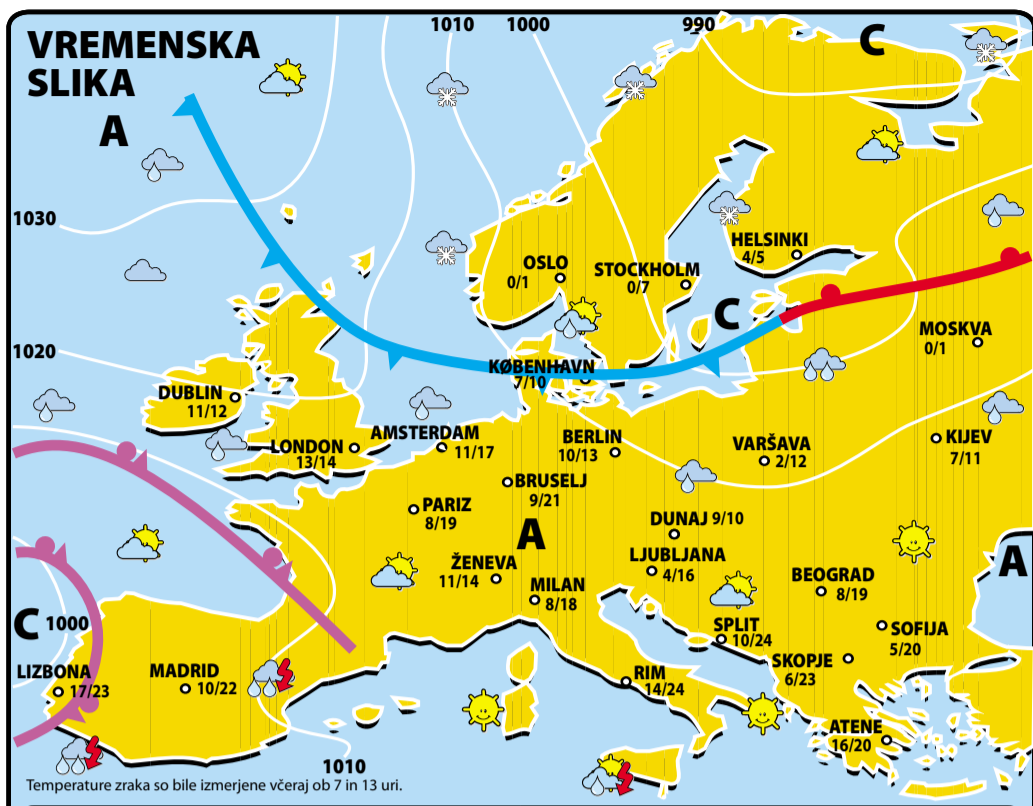 1010 1000 990
VREMENSKA
SLIKA
C
A
1030
HELSINKI
4/5
OSLO
0/1
STOCKHOLM
0/7
C
MOSKVA
0/1
1020
KØBENHAVN
7/10
DUBLIN
11/12
LONDON
13/14
AMSTERDAM
11/17
BERLIN
10/13
VARŠAVA
2/12
KIJEV
7/11
BRUSELJ
9/21
PARIZ
8/19
DUNAJ 9/10
A
LJUBLJANA
4/16
ŽENEVA
11/14
MILAN
8/18
BEOGRAD
8/19
A
C 1000
SPLIT
10/24
SOFIJA
5/20
SKOPJE
6/23
LIZBONA
17/23
MADRID
10/22
RIM
14/24
ATENE
16/20
1010
Temperature zraka so bile izmerjene včeraj ob 7 in 13 uri.